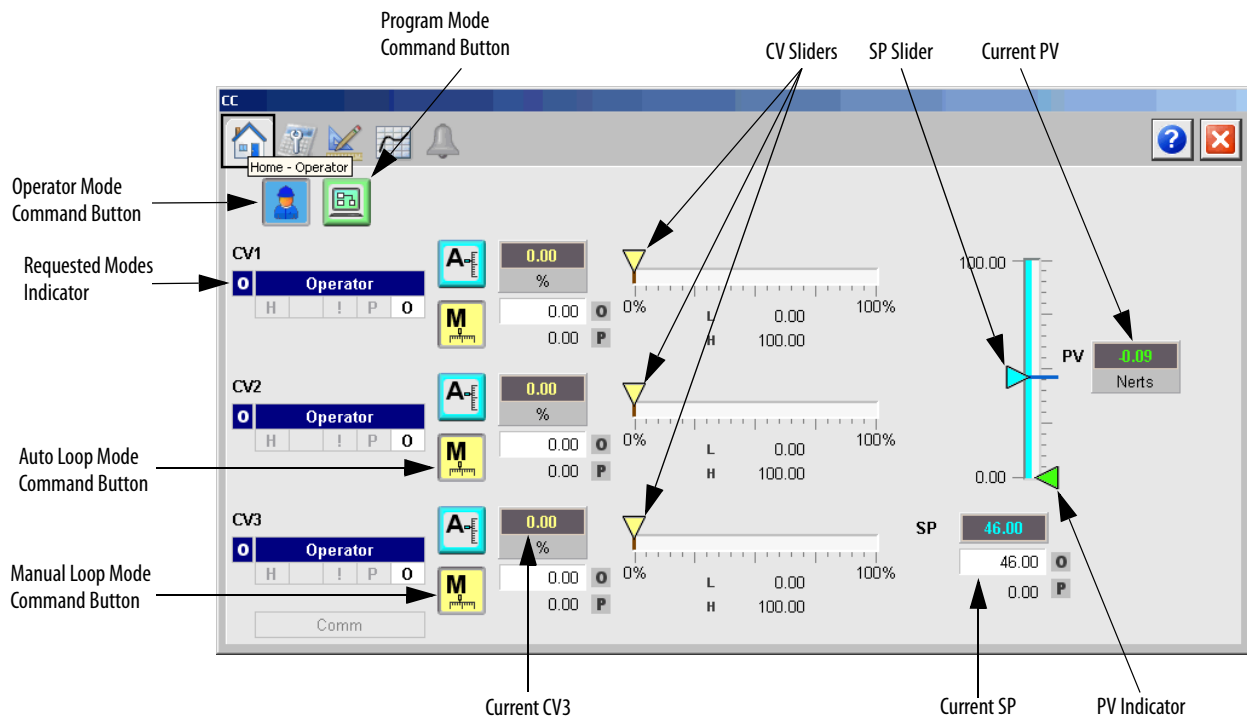 Program Mode
Command Button
CV Sliders
SP Slider
Current PV
CC
Home - Operator
Operator Mode
Command Button
Requested Modes
Indicator
CV1
O Operator
H ! P O
A
0.00
%
M
0.00 O
0.00 P
0% 100%
L 0.00
H 100.00
CV2
O Operator
H ! P O
A
0.00
%
M
0.00 O
0.00 P
0% 100%
L 0.00
H 100.00
Auto Loop Mode
Command Button
CV3
O Operator
H ! P O
A
0.00
%
M
0.00 O
0.00 P
0% 100%
L 0.00
H 100.00
Manual Loop Mode
Command Button
Comm
100.00
0.00
PV -0.09
Nerts
SP 46.00
46.00 O
0.00 P
Current CV3
Current SP
PV Indicator